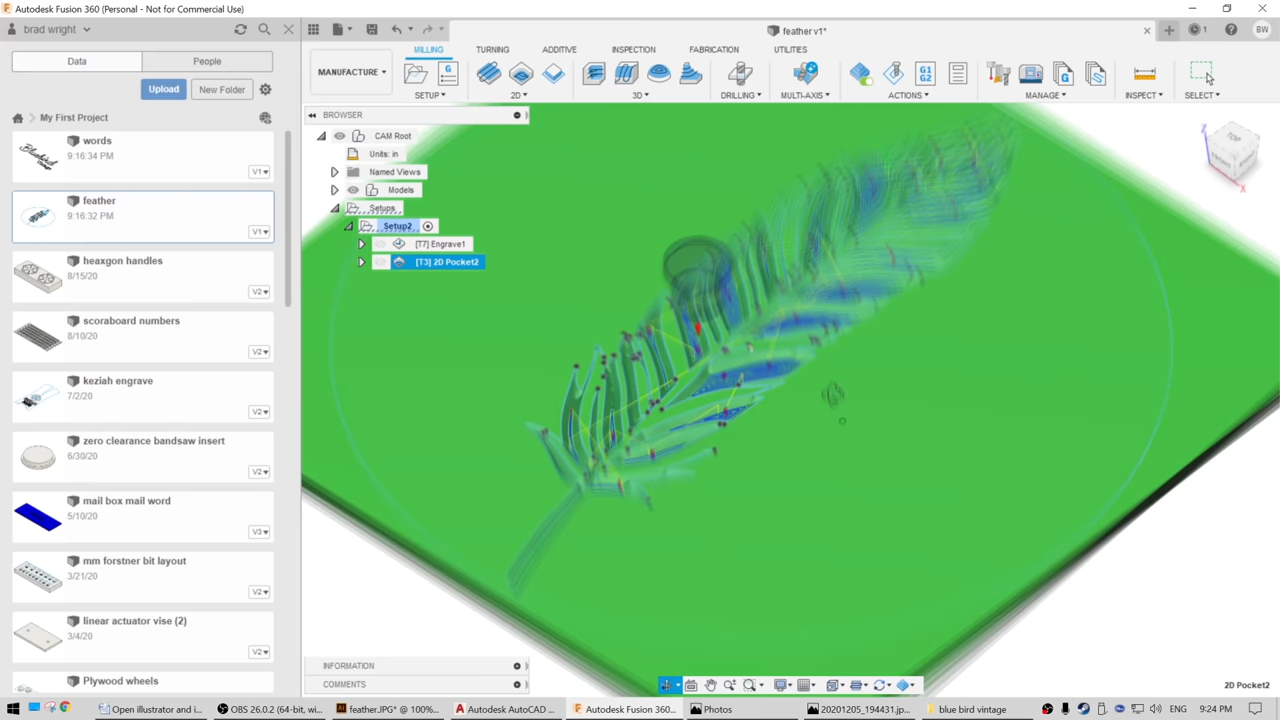 Autodesk Fusion 360 (Personal - Not for Commercial Use)
brad wright
feather v1*
1
BW
Data
People
Upload
New Folder
My First Project
words
9:16:34 PM
V1
feather
9:16:32 PM
V1
heaxgon handles
8/15/20
V2
scoraboard numbers
8/10/20
V2
keziah engrave
7/2/20
V2
zero clearance bandsaw insert
6/30/20
V2
mail box mail word
5/10/20
V3
mm forstner bit layout
3/21/20
V2
linear actuator vise (2)
3/4/20
V2
Plywood wheels
MANUFACTURE
MILLING
TURNING
ADDITIVE
INSPECTION
FABRICATION
UTILITIES
G
G1
G2
G
S
SETUP
2D
3D
DRILLING
MULTI-AXIS
ACTIONS
MANAGE
INSPECT
SELECT
BROWSER
CAM Root
Units: in
Named Views
Models
Setups
Setup2
[T7] Engrave1
[T3] 2D Pocket2
Z
TOP
FRONT
X
INFORMATION
COMMENTS
2D Pocket2
Open illustrator and i...
OBS 26.0.2 (64-bit, wi...
feather.JPG* @ 100%...
Autodesk AutoCAD ...
Autodesk Fusion 360...
Photos
20201205_194431.jp...
blue bird vintage
ENG
9:24 PM